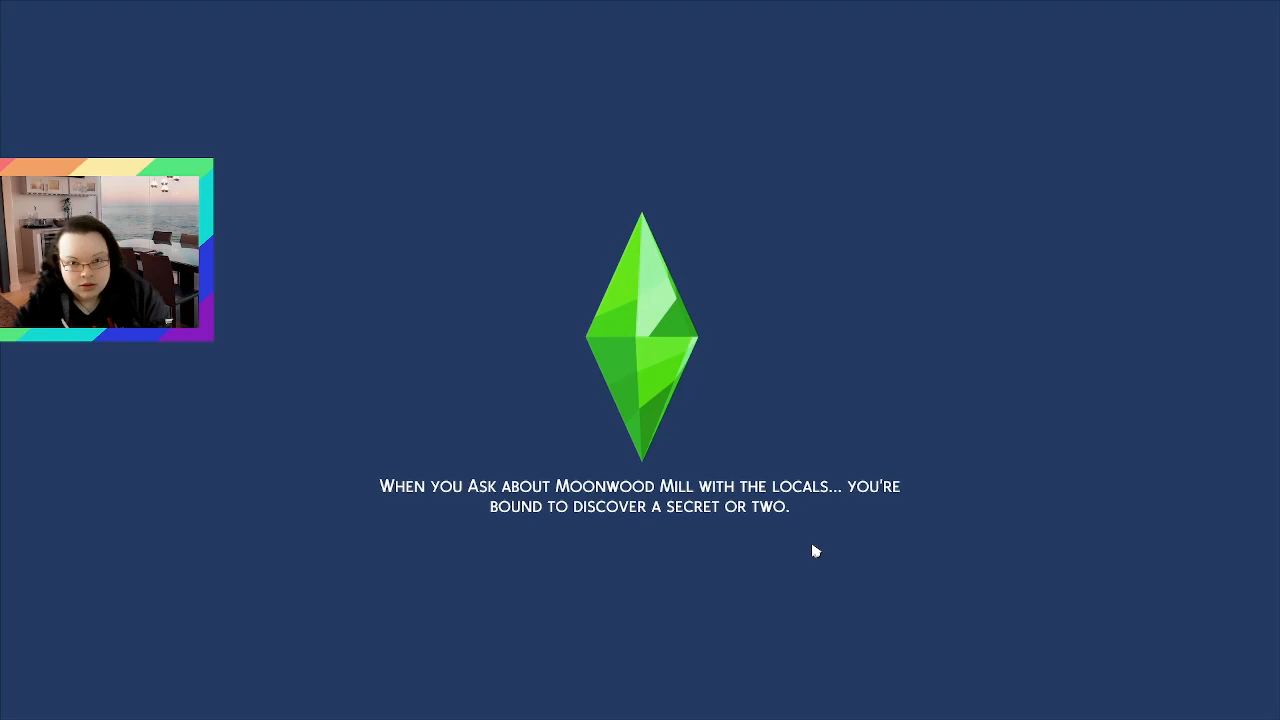 When you Ask about Moonwood Mill with the locals... you're
bound to discover a secret or two.